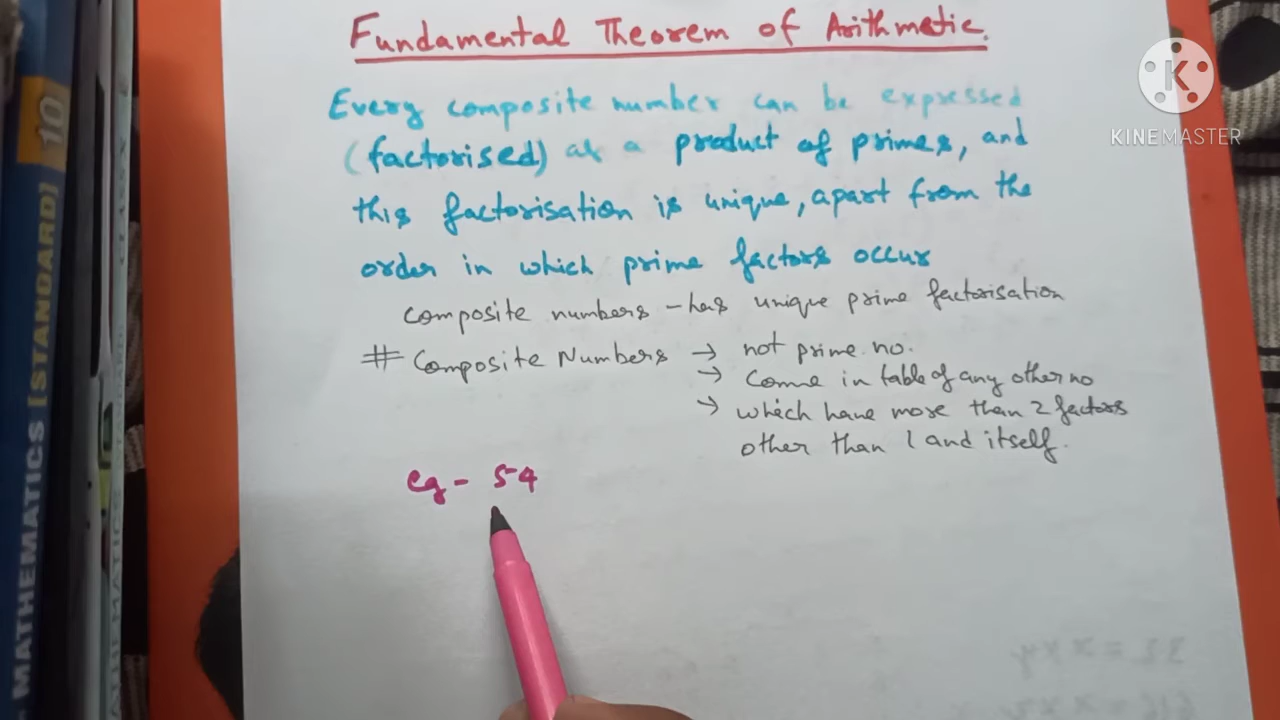 Fundamental Theorem of Arithmetic.
Every composite number can be expressed
(factorised) as a product of primes, and
this factorisation is unique, apart from the
order in which prime factors occur
composite numbers - has unique prime factorisation
# Composite Numbers → not prime no.
→ Come in table of any other no
→ which have more than 2 factors
other than 1 and itself.
eg - 54
KINEMASTER
MATHEMATICS [STANDARD] 10